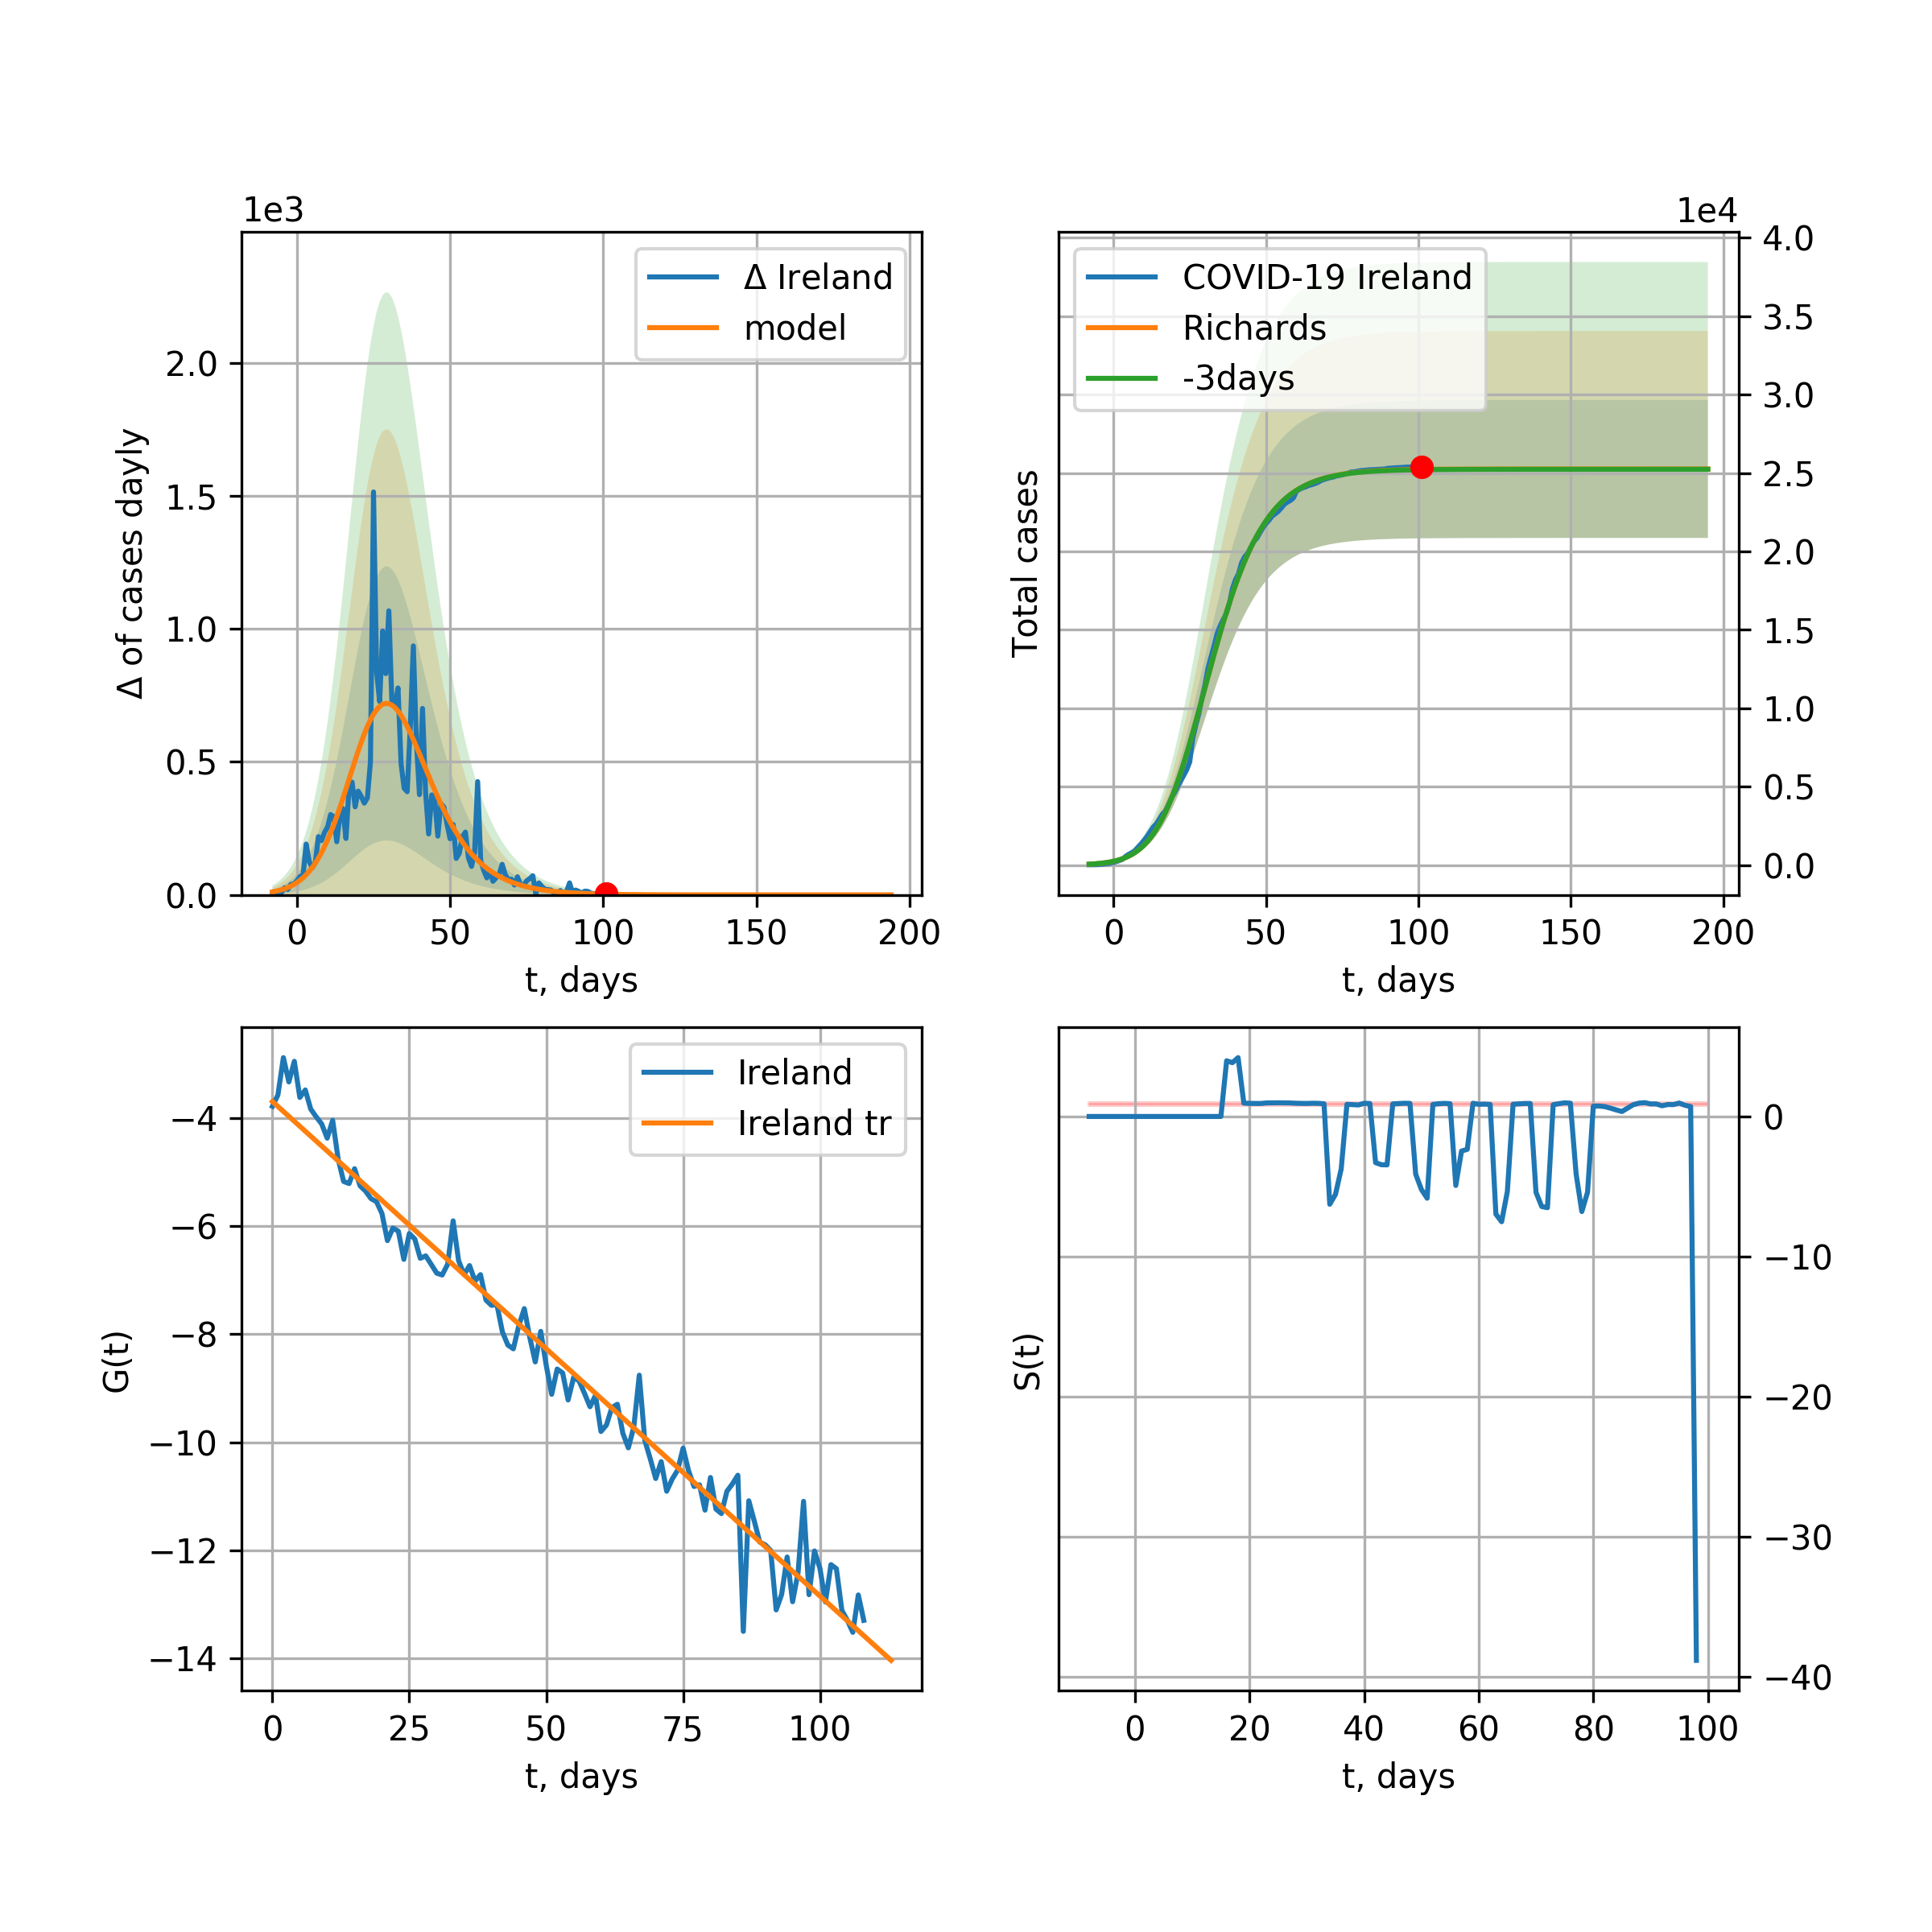 1e3
Δ of cases dayly
2.0
1.5
1.0
0.5
0.0
Δ Ireland
model
0 50 100 150 200
t, days
1e4
Total cases
COVID-19 Ireland
Richards
-3days
4.0
3.5
3.0
2.5
2.0
1.5
1.0
0.5
0.0
0 50 100 150 200
t, days
G(t)
−4
−6
−8
−10
−12
−14
Ireland
Ireland tr
0 25 50 75 100
t, days
S(t)
0
−10
−20
−30
−40
0 20 40 60 80 100
t, days